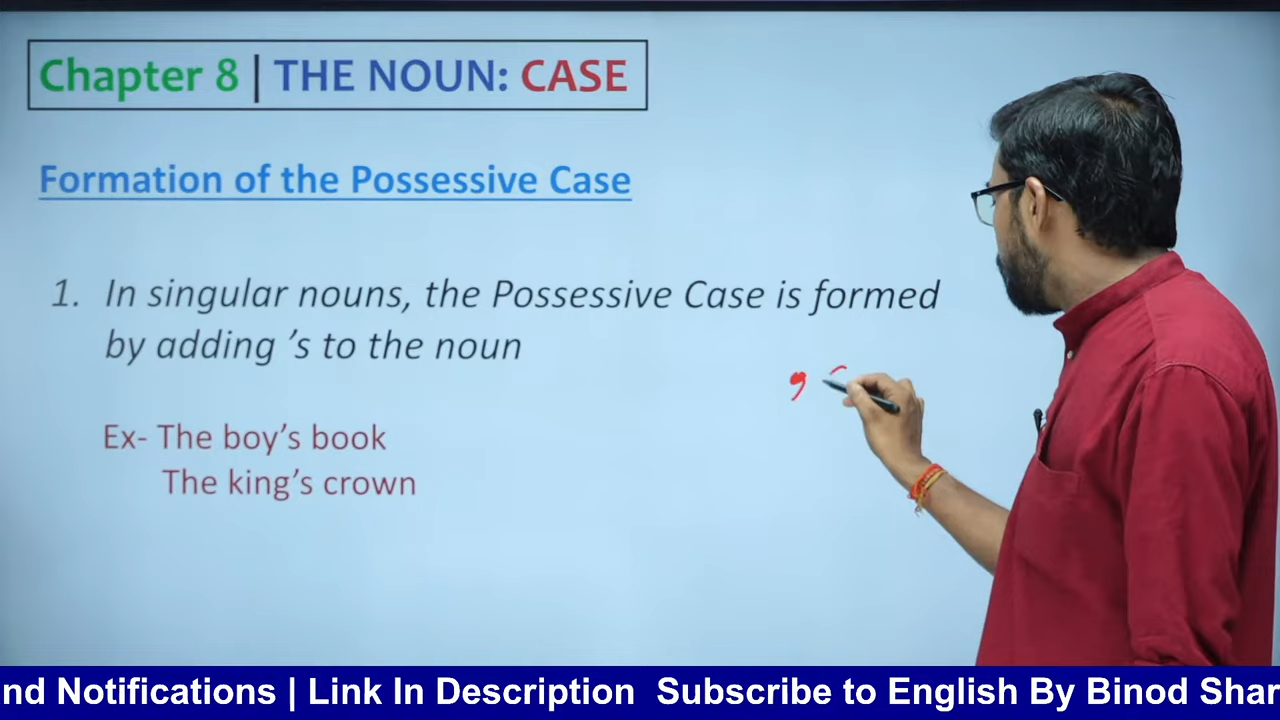 Chapter 8 | THE NOUN: CASE
Formation of the Possessive Case
1. In singular nouns, the Possessive Case is formed
by adding ’s to the noun
Ex- The boy’s book
The king’s crown
nd Notifications | Link In Description Subscribe to English By Binod Shar